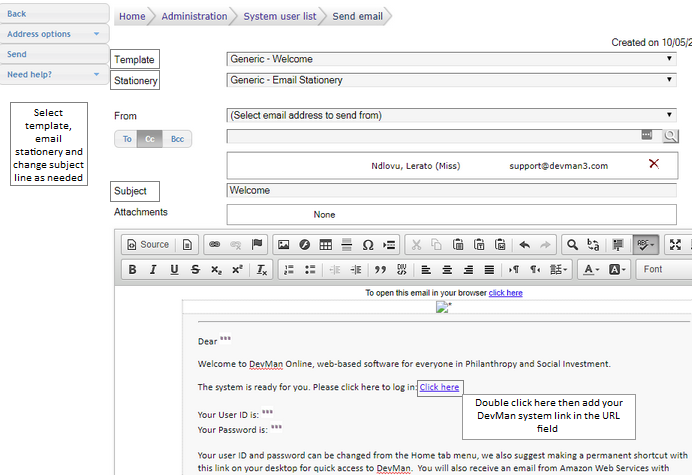 Back
Address options
Send
Need help?
Home Administration System user list Send email
Created on 10/05/2
Template Generic - Welcome
Stationery Generic - Email Stationery
Select
template,
email
stationery and
change subject
line as needed
From (Select email address to send from)
To Cc Bcc
Ndlovu, Lerato (Miss) support@devman3.com
Subject Welcome
Attachments None
Source
ABC
B I U S x₂ x² Tx
DIV
A A Font
To open this email in your browser click here
Dear ***
Welcome to DevMan Online, web-based software for everyone in Philanthropy and Social Investment.
The system is ready for you. Please click here to log in: Click here
Double click here then add your
DevMan system link in the URL
field
Your User ID is: ***
Your Password is: ***
Your user ID and password can be changed from the Home tab menu, we also suggest making a permanent shortcut with
this link on your desktop for quick access to DevMan. You will also receive an email from Amazon Web Services with